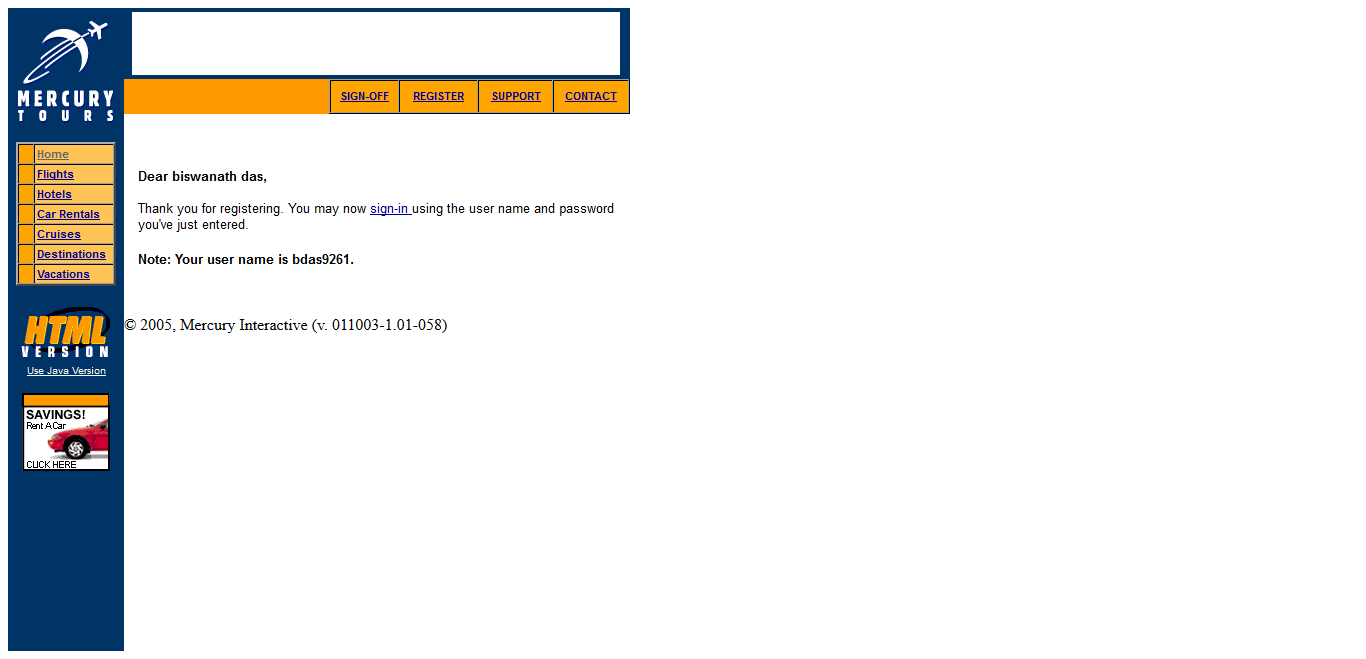 MERCURY
TOURS
SIGN-OFF REGISTER SUPPORT CONTACT
Home
Flights
Hotels
Car Rentals
Cruises
Destinations
Vacations
HTML
VERSION
Use Java Version
SAVINGS!
Rent A Car
CLICK HERE
Dear biswanath das,
Thank you for registering. You may now sign-in using the user name and password
you've just entered.
Note: Your user name is bdas9261.
© 2005, Mercury Interactive (v. 011003-1.01-058)